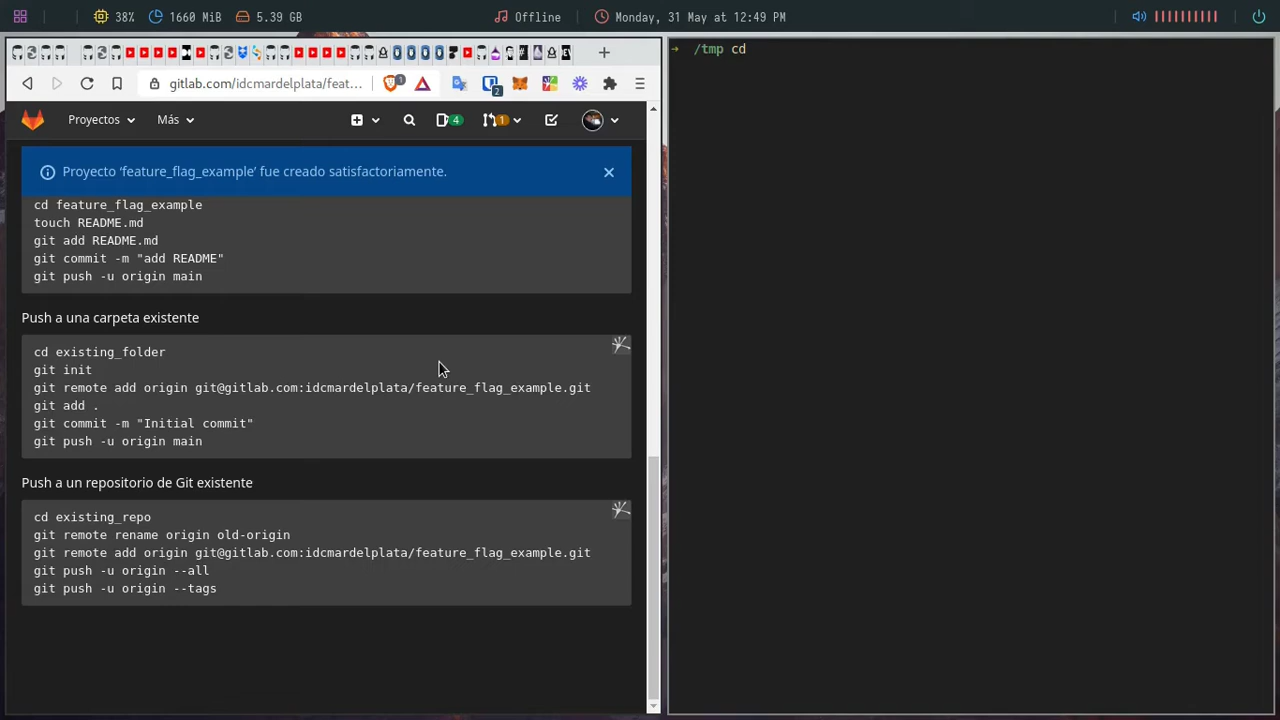 38%
1660 MiB
5.39 GB
Offline
Monday, 31 May at 12:49 PM
gitlab.com/idcmardelplata/feat...
1
2
Proyectos
Más
4
1
Proyecto ‘feature_flag_example’ fue creado satisfactoriamente.
cd feature_flag_example
touch README.md
git add README.md
git commit -m "add README"
git push -u origin main
Push a una carpeta existente
cd existing_folder
git init
git remote add origin git@gitlab.com:idcmardelplata/feature_flag_example.git
git add .
git commit -m "Initial commit"
git push -u origin main
Push a un repositorio de Git existente
cd existing_repo
git remote rename origin old-origin
git remote add origin git@gitlab.com:idcmardelplata/feature_flag_example.git
git push -u origin --all
git push -u origin --tags
/tmp cd